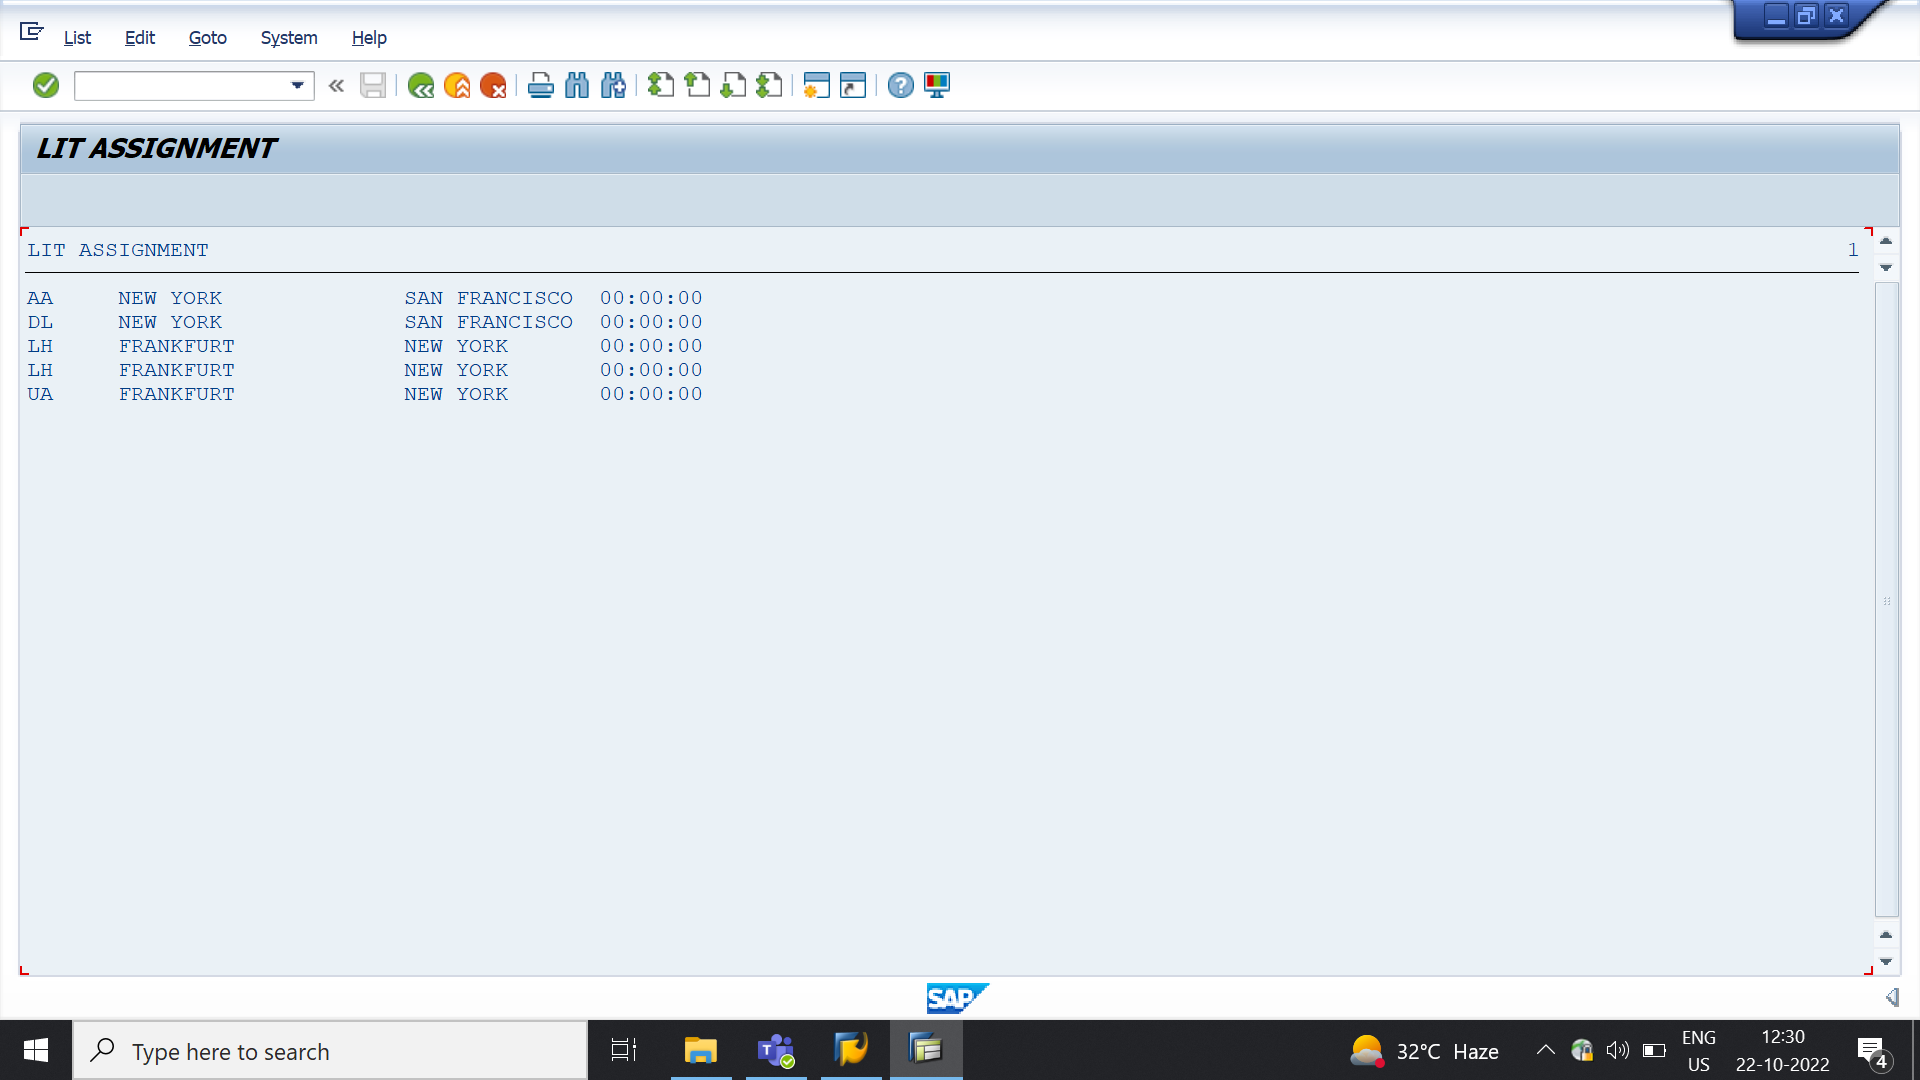 List Edit Goto System Help
LIT ASSIGNMENT
LIT ASSIGNMENT 1
AA NEW YORK SAN FRANCISCO 00:00:00
DL NEW YORK SAN FRANCISCO 00:00:00
LH FRANKFURT NEW YORK 00:00:00
LH FRANKFURT NEW YORK 00:00:00
UA FRANKFURT NEW YORK 00:00:00
SAP
Type here to search
32°C Haze
ENG
US
12:30
22-10-2022
4